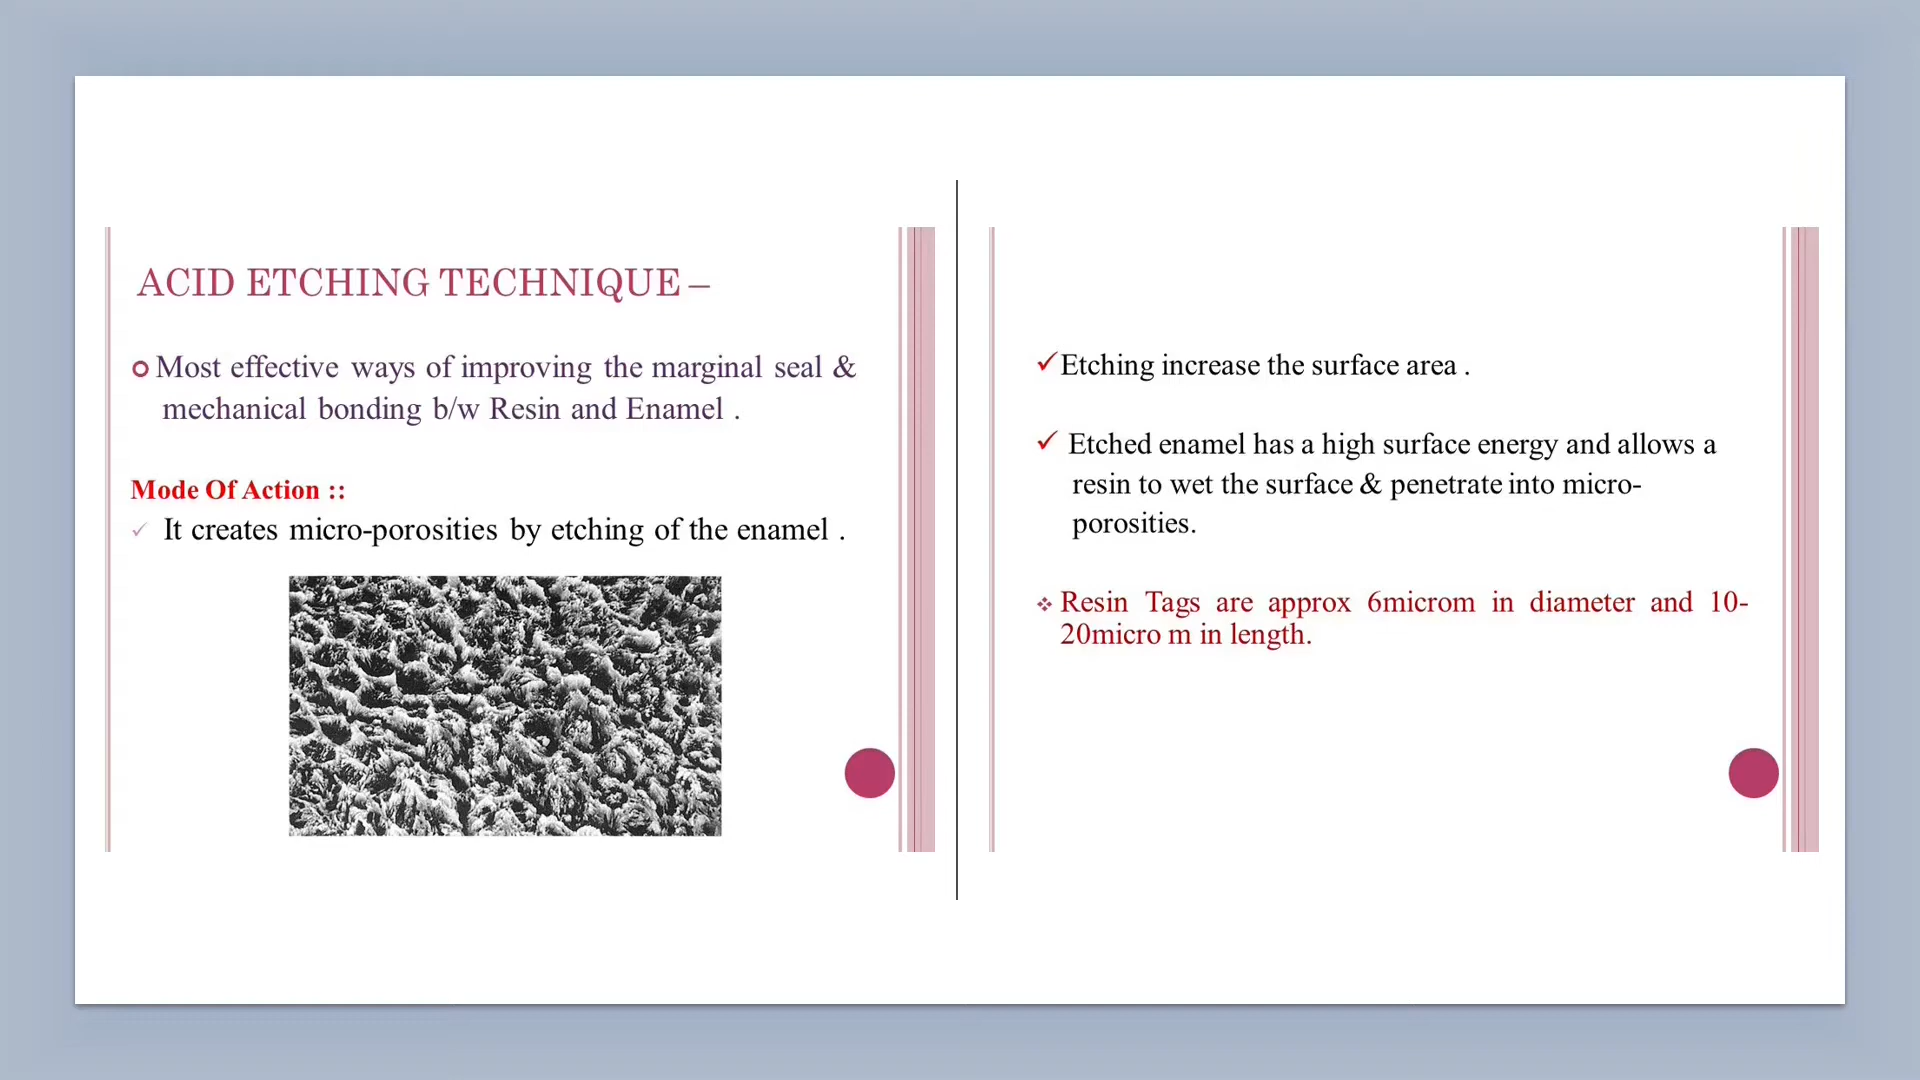 ACID ETCHING TECHNIQUE –
Most effective ways of improving the marginal seal &
mechanical bonding b/w Resin and Enamel .
Mode Of Action ::
✓ It creates micro-porosities by etching of the enamel .
✓Etching increase the surface area .
✓ Etched enamel has a high surface energy and allows a
resin to wet the surface & penetrate into micro-
porosities.
❖ Resin Tags are approx 6microm in diameter and 10-
20micro m in length.